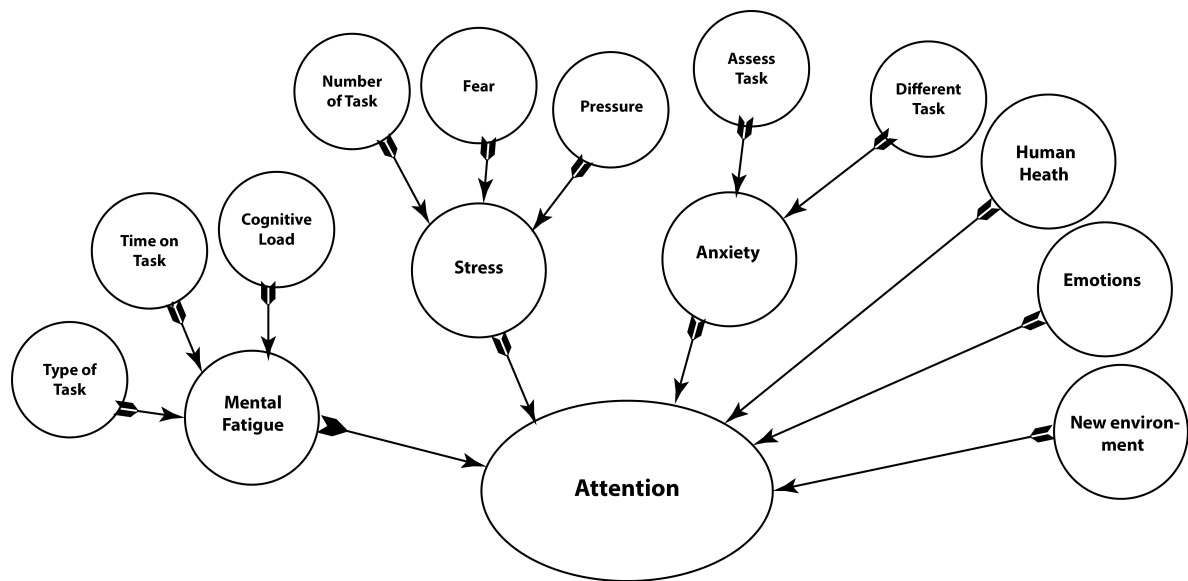 Number
of Task
Fear
Pressure
Assess
Task
Different
Task
Human
Heath
Time on
Task
Cognitive
Load
Stress
Anxiety
Emotions
Type of
Task
Mental
Fatigue
New environ-
ment
Attention